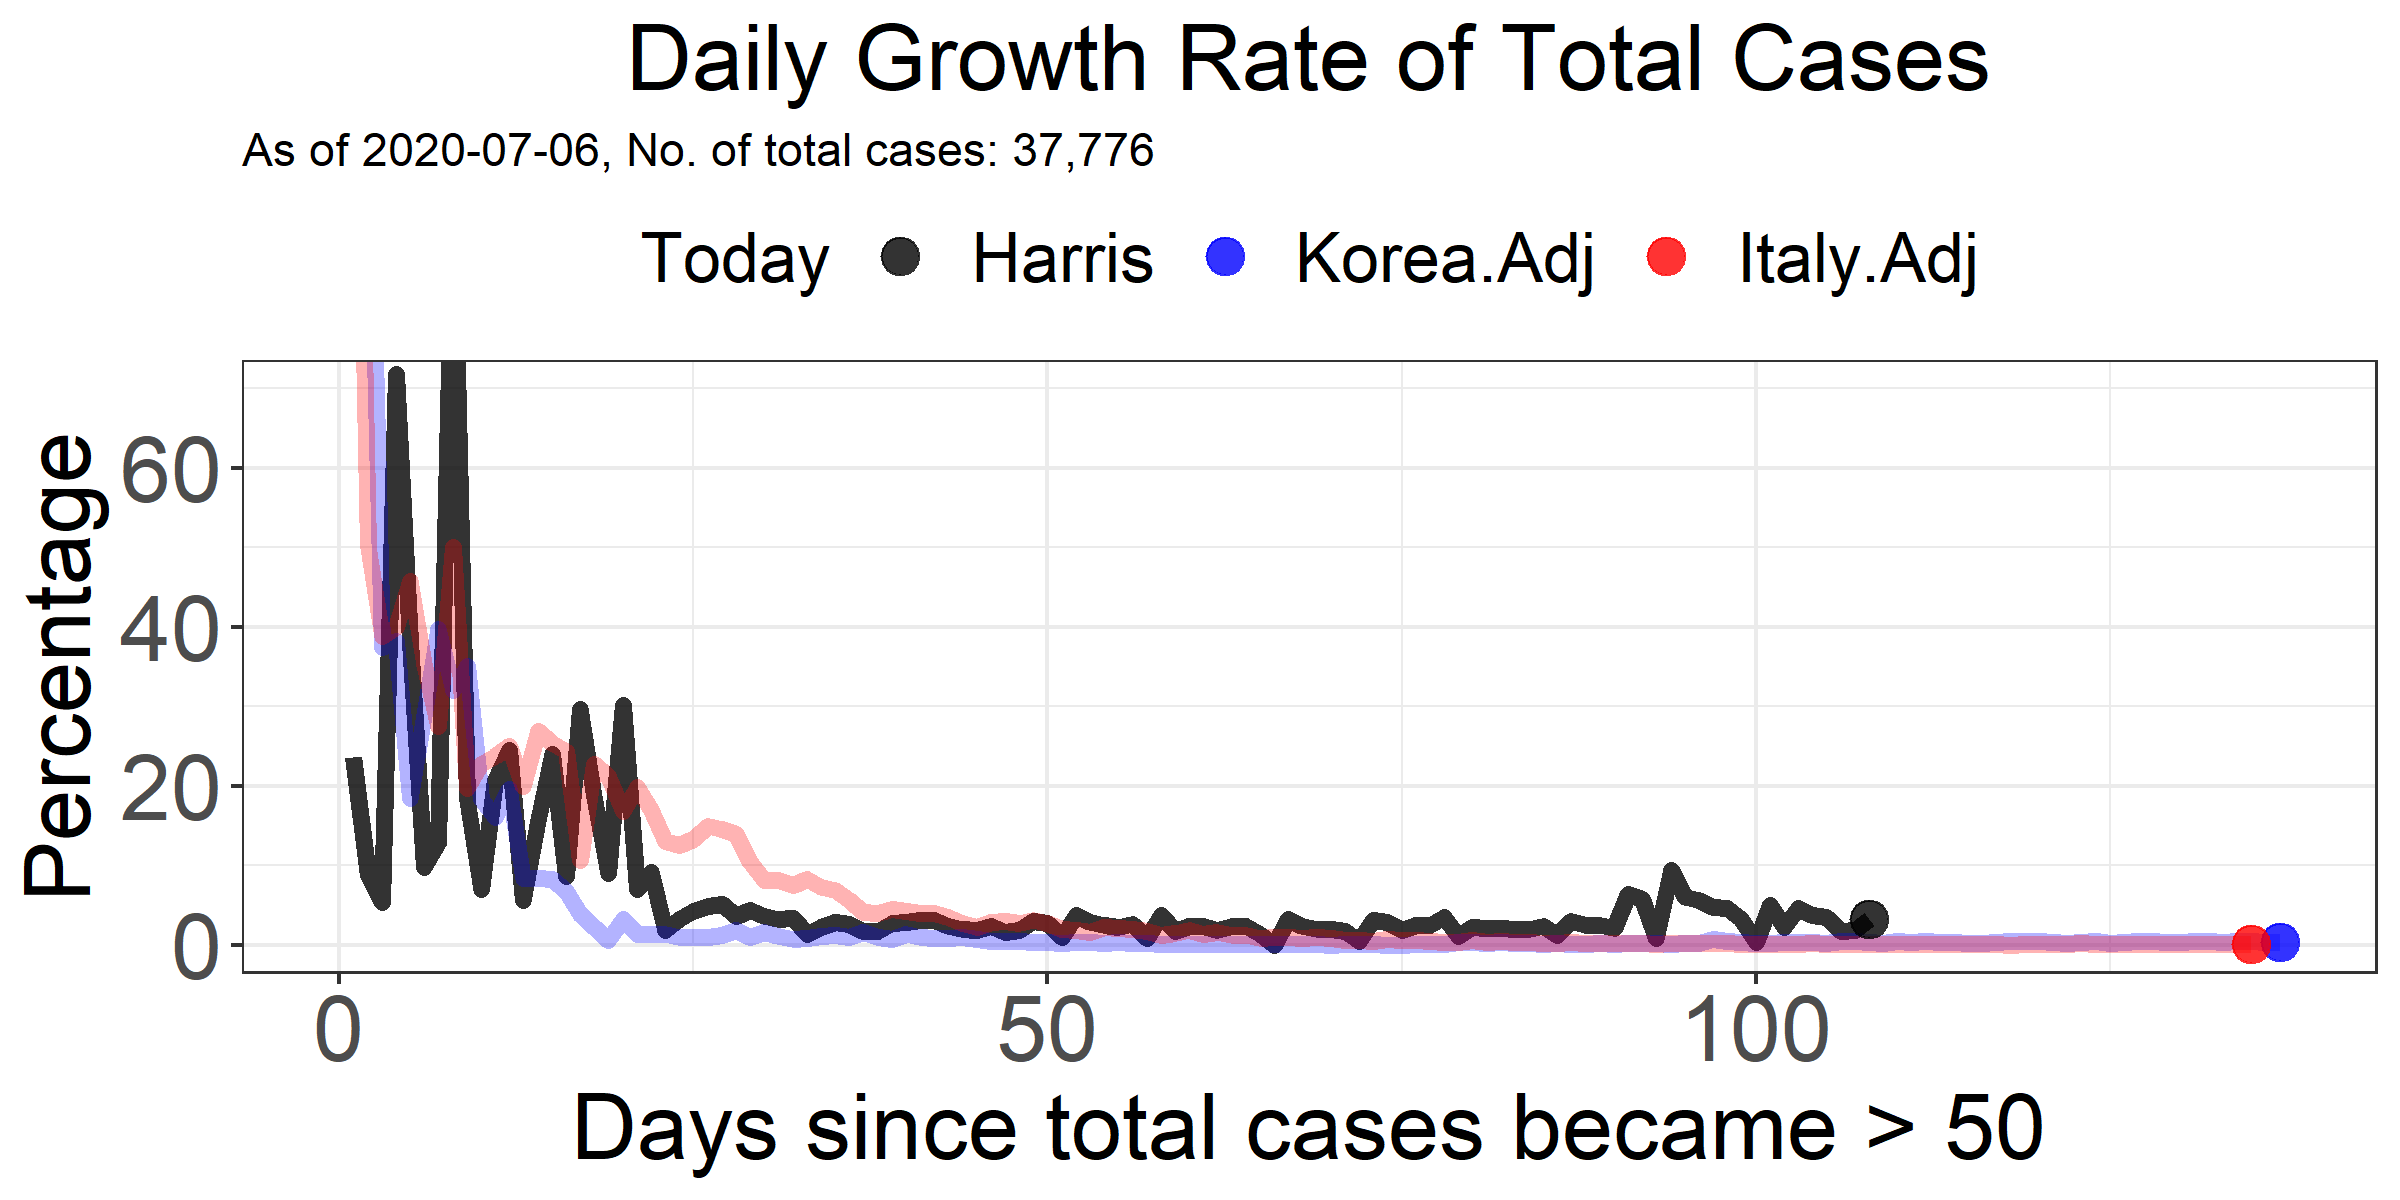 Daily Growth Rate of Total Cases
As of 2020-07-06, No. of total cases: 37,776
Today Harris Korea.Adj Italy.Adj
Percentage
60
40
20
0
0 50 100
Days since total cases became > 50